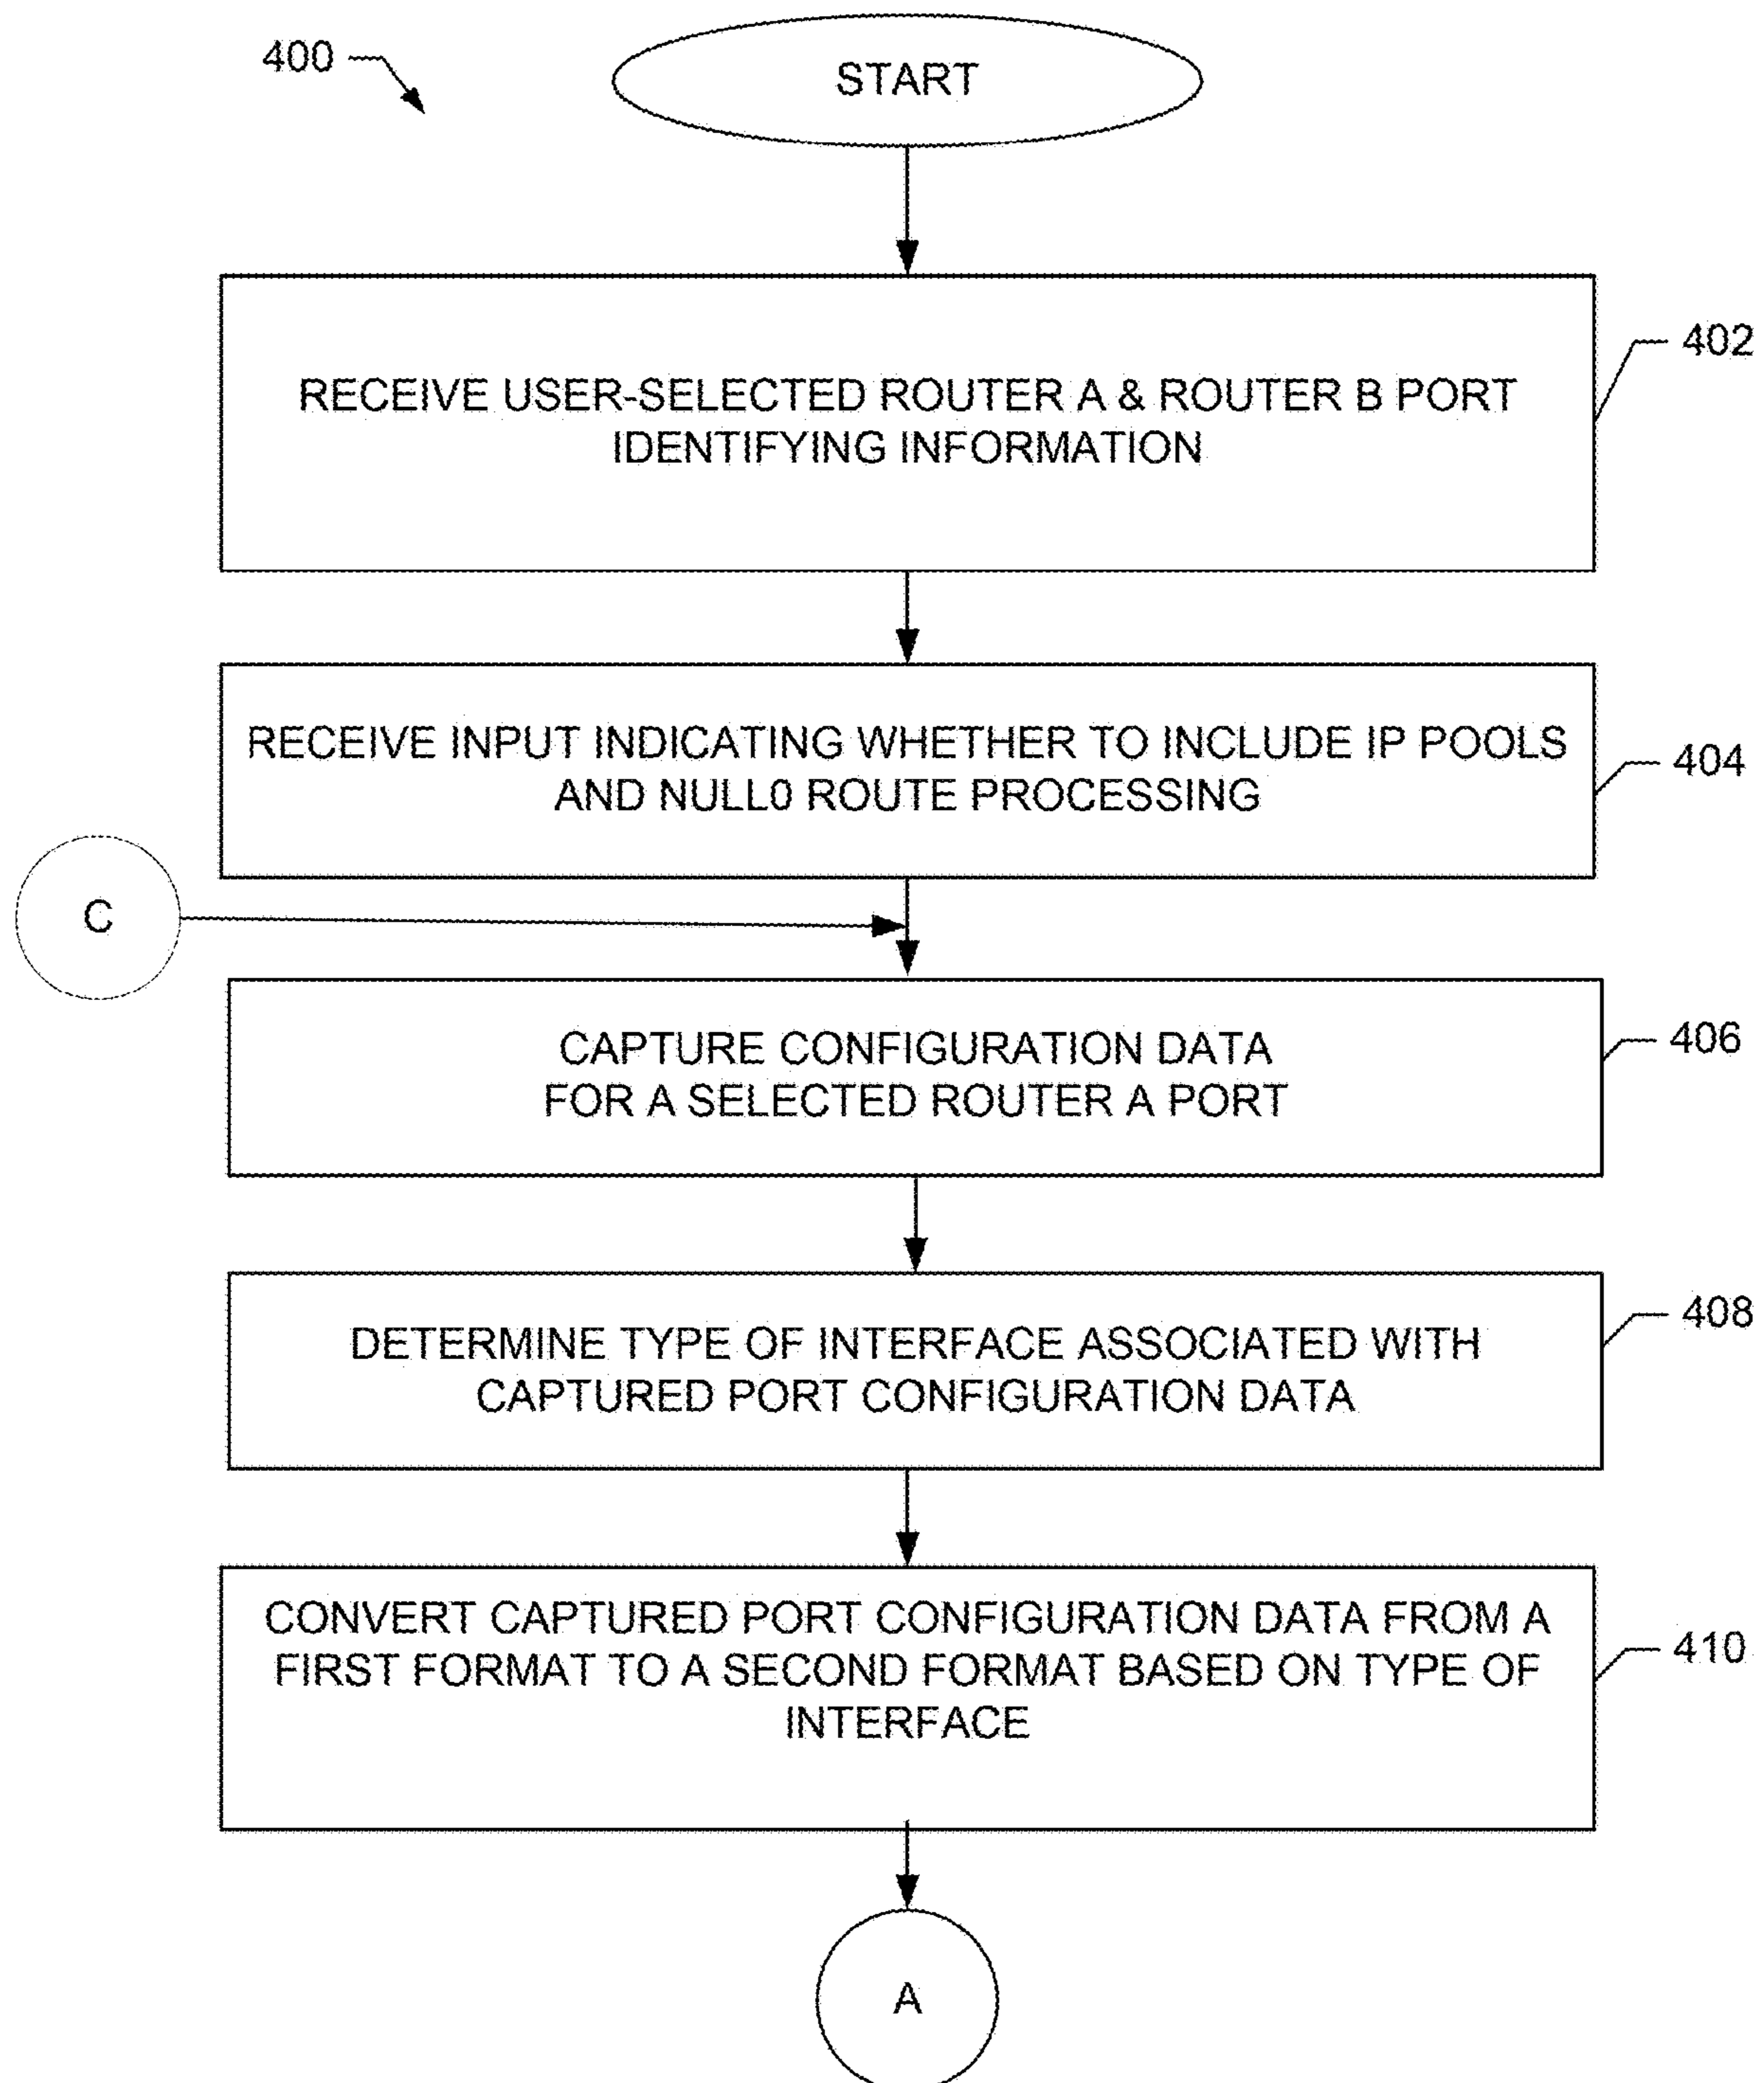 400
START
RECEIVE USER-SELECTED ROUTER A & ROUTER B PORT
IDENTIFYING INFORMATION
402
RECEIVE INPUT INDICATING WHETHER TO INCLUDE IP POOLS
AND NULL0 ROUTE PROCESSING
404
C
CAPTURE CONFIGURATION DATA
FOR A SELECTED ROUTER A PORT
406
DETERMINE TYPE OF INTERFACE ASSOCIATED WITH
CAPTURED PORT CONFIGURATION DATA
408
CONVERT CAPTURED PORT CONFIGURATION DATA FROM A
FIRST FORMAT TO A SECOND FORMAT BASED ON TYPE OF
INTERFACE
410
A